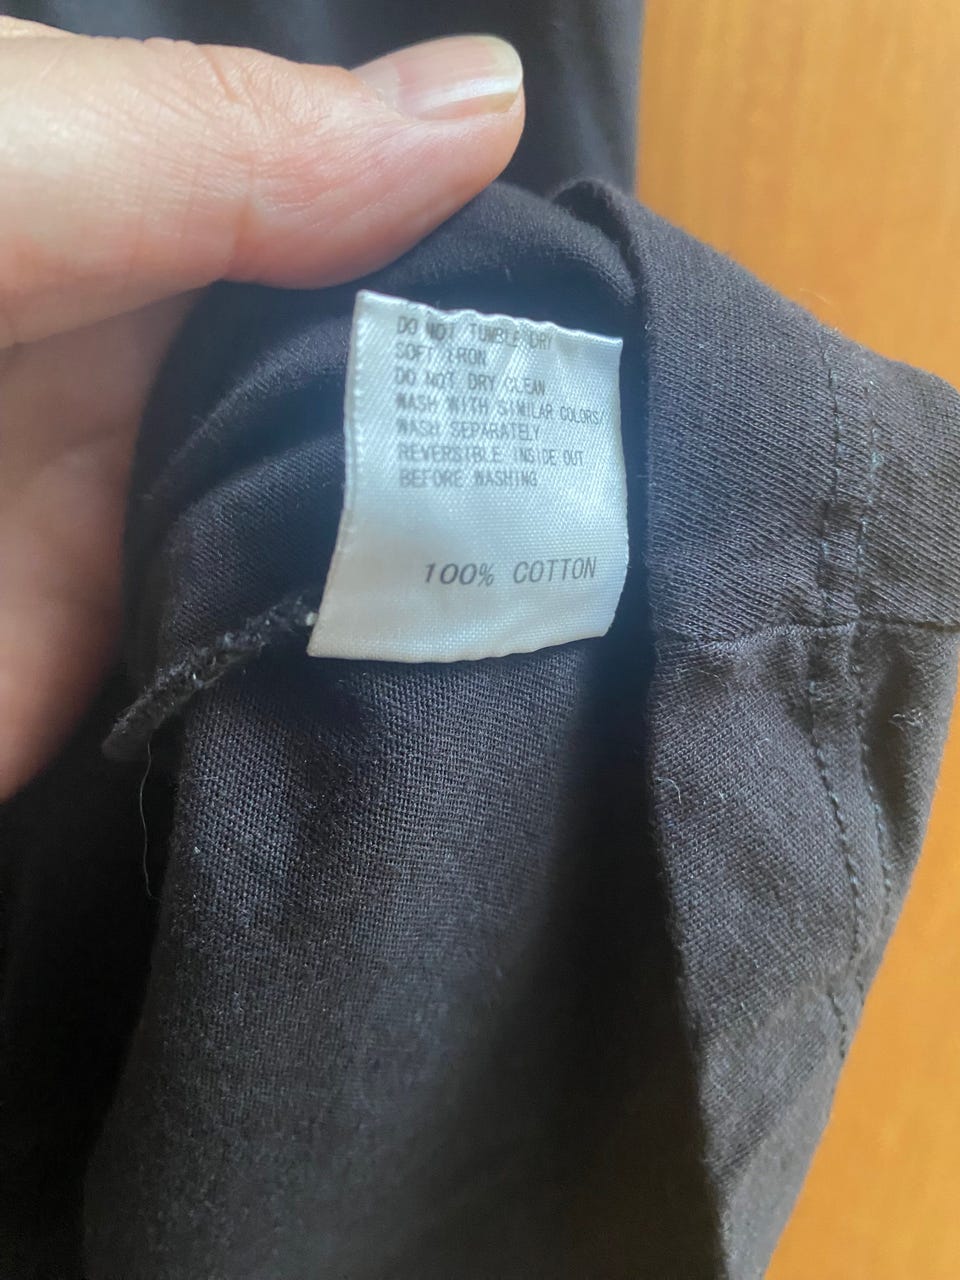 DO NOT TUMBLE DRY
SOFT IRON
DO NOT DRY CLEAN
WASH WITH SIMILAR COLORS/
WASH SEPARATELY
REVERSIBLE INSIDE OUT
BEFORE WASHING
100% COTTON